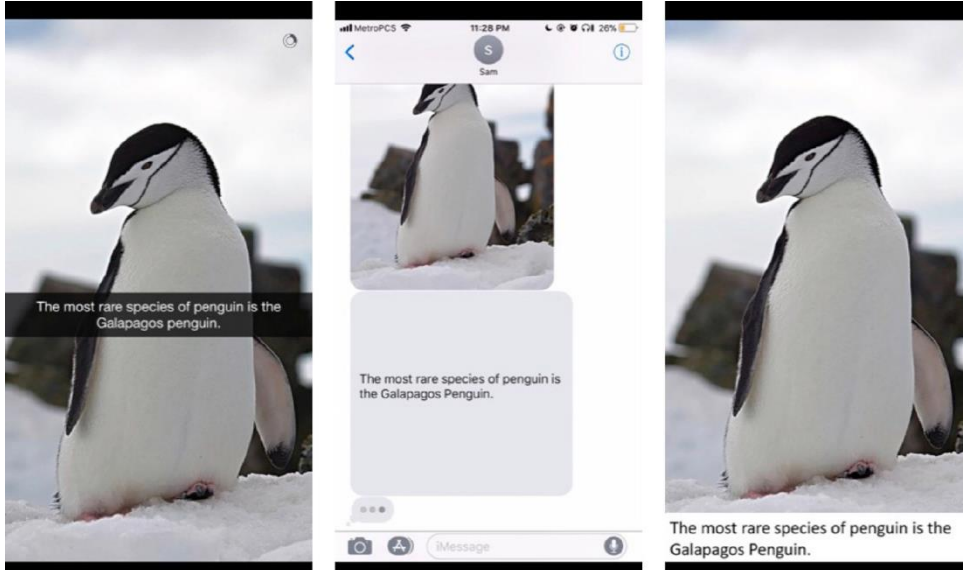 The most rare species of penguin is the
Galapagos penguin.
MetroPCS
11:28 PM
26%
S
Sam
The most rare species of penguin is
the Galapagos Penguin.
iMessage
The most rare species of penguin is the
Galapagos Penguin.